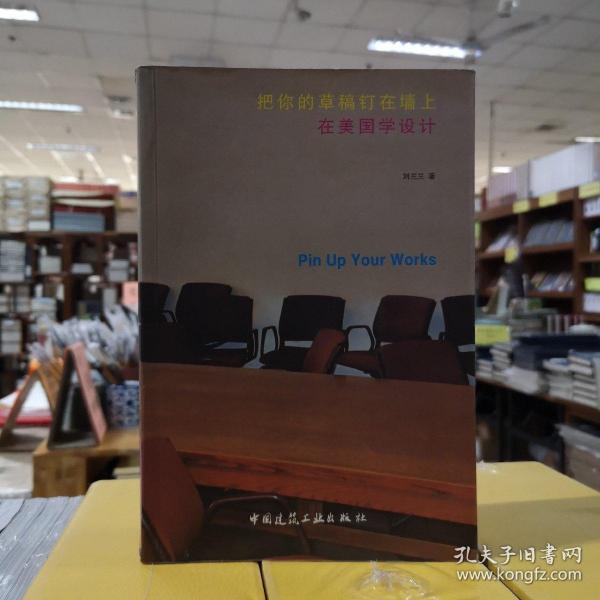 把你的草稿钉在墙上
在美国学设计
刘兰兰 著
Pin Up Your Works
中国建筑工业出版社
孔夫子旧书网
www.kongfz.com